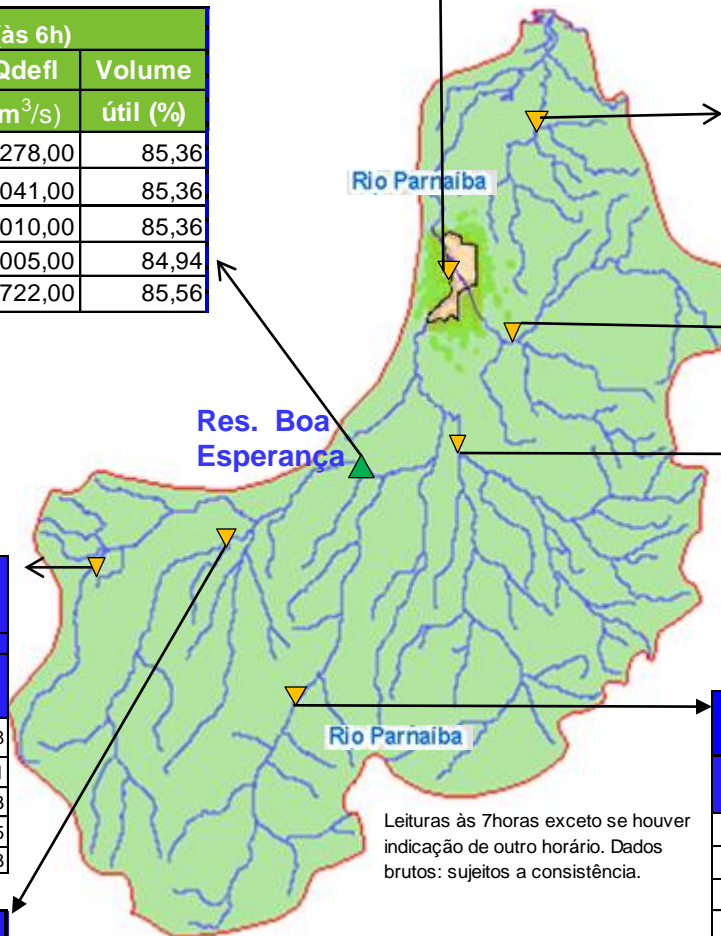 (às 6h)
Qdefl Volume
(m³/s) útil (%)
278,00 85,36
041,00 85,36
010,00 85,36
005,00 84,94
722,00 85,56
Rio Parnaíba
Res. Boa
Esperança
Rio Parnaíba
Leituras às 7horas exceto se houver
indicação de outro horário. Dados
brutos: sujeitos a consistência.